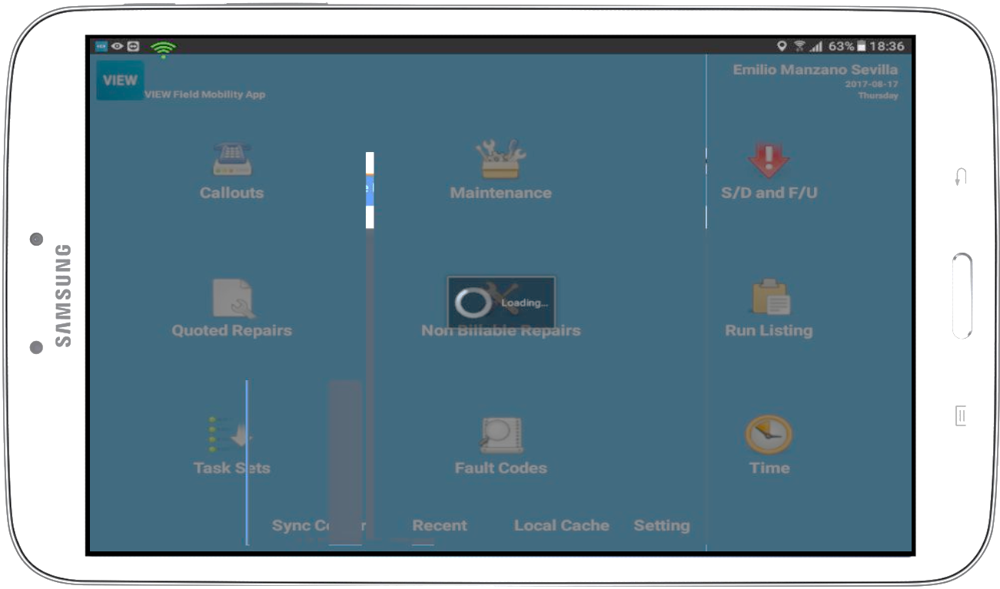 SAMSUNG
63% 18:36
VIEW
VIEW Field Mobility App
Emilio Manzano Sevilla
2017-08-17
Thursday
Callouts
Maintenance
S/D and F/U
Quoted Repairs
Loading...
Non Billable Repairs
Run Listing
Task Sets
Fault Codes
Time
Sync C r
Recent
Local Cache
Setting